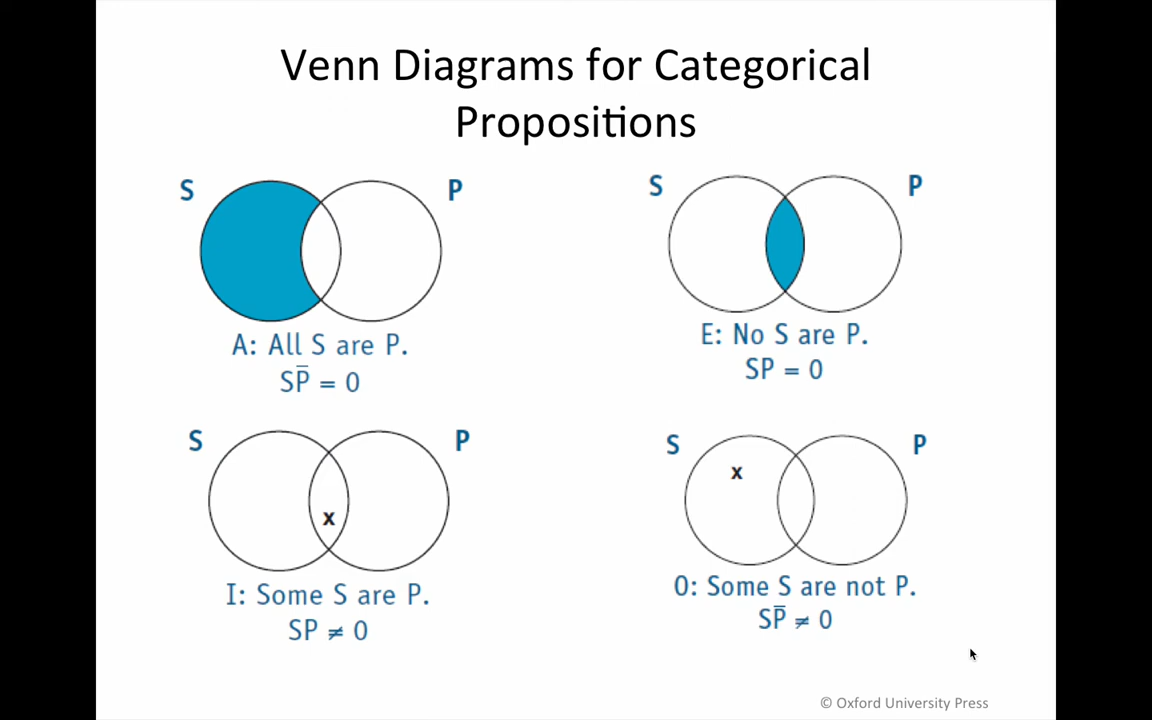 Venn Diagrams for Categorical
Propositions
S
P
A: All S are P.
SP̅ = 0
S
P
E: No S are P.
SP = 0
S
P
x
I: Some S are P.
SP ≠ 0
S
P
x
O: Some S are not P.
SP̅ ≠ 0
© Oxford University Press